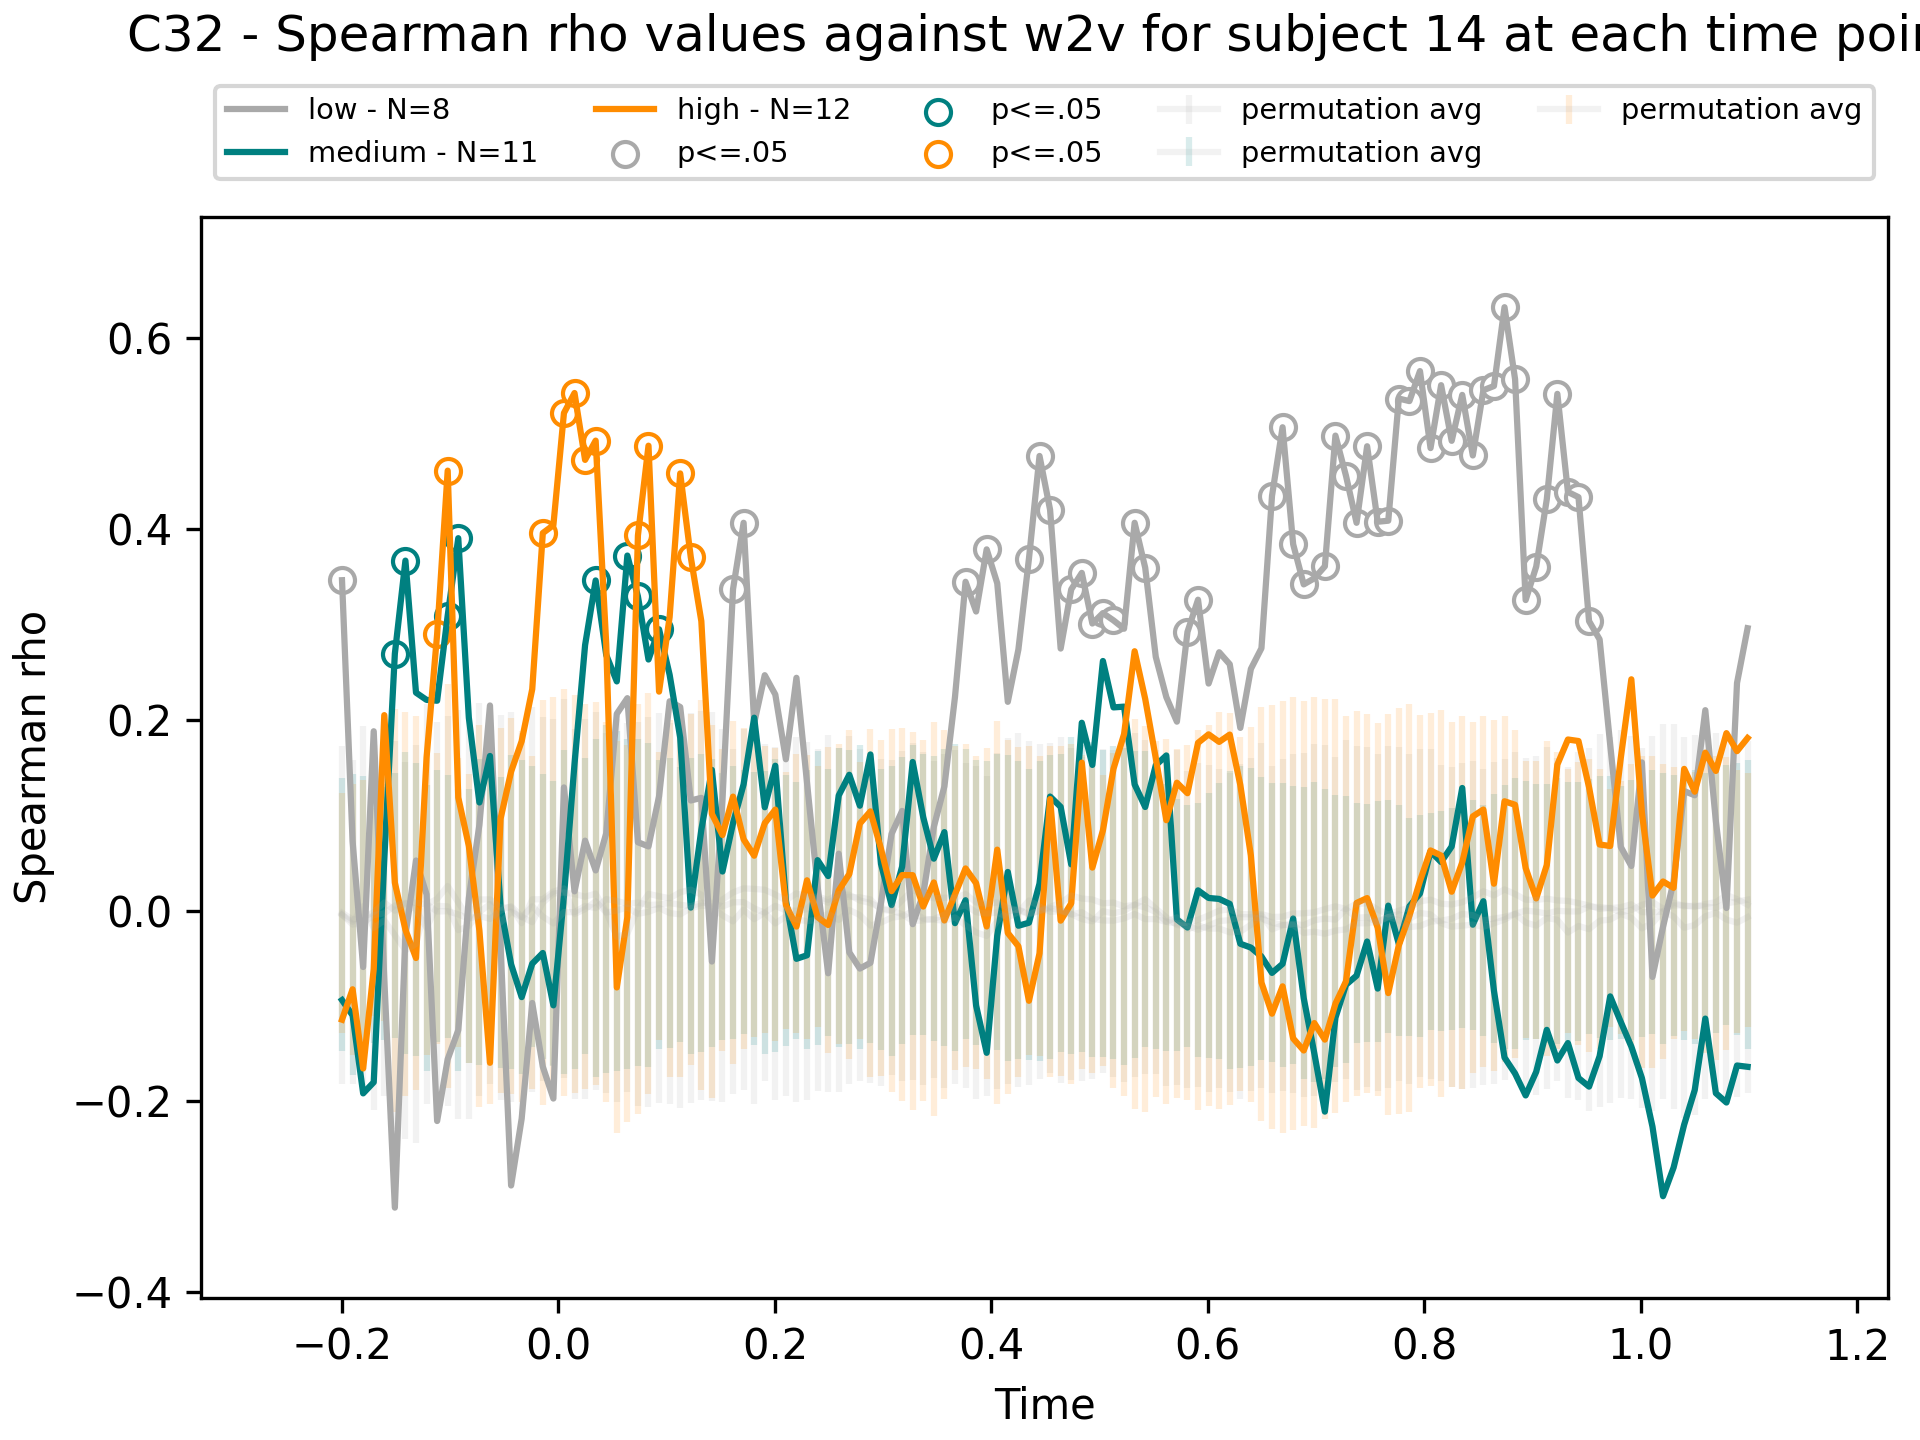 C32 - Spearman rho values against w2v for subject 14 at each time poi
low - N=8
medium - N=11
high - N=12
p<=.05
p<=.05
p<=.05
permutation avg
permutation avg
permutation avg
Spearman rho
0.6
0.4
0.2
0.0
−0.2
−0.4
−0.2 0.0 0.2 0.4 0.6 0.8 1.0 1.2
Time